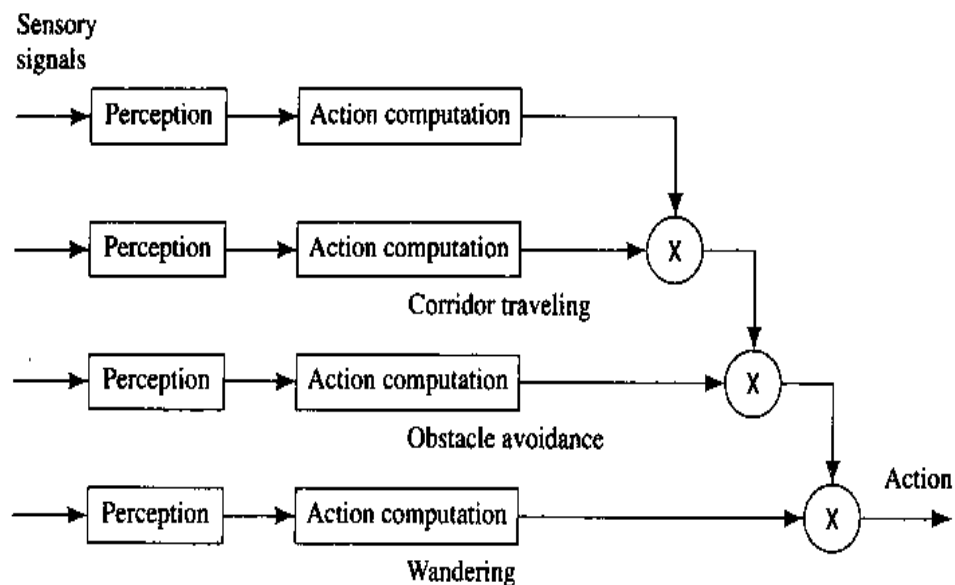 Sensory
signals
Perception
Action computation
Perception
Action computation
X
Corridor traveling
Perception
Action computation
X
Obstacle avoidance
Action
Perception
Action computation
X
Wandering